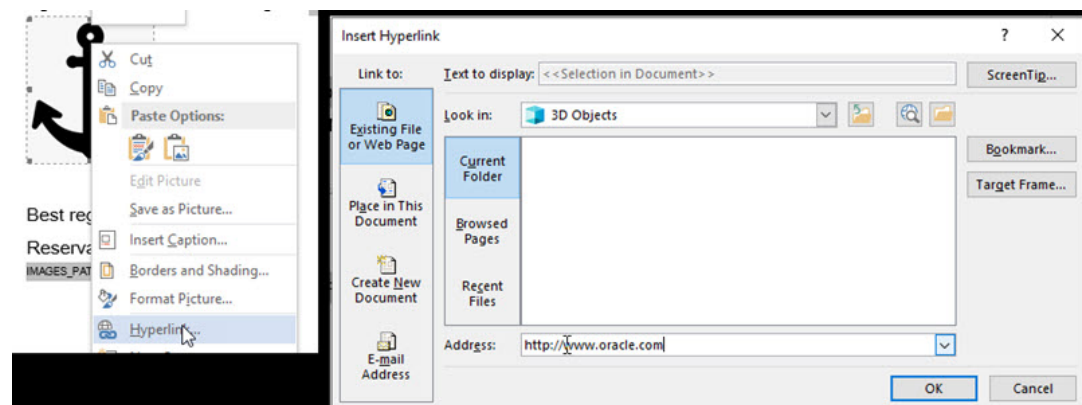 Cut
Copy
Paste Options:
Edit Picture
Save as Picture...
Insert Caption...
Borders and Shading...
Format Picture...
Hyperlink...
Best reg
Reserva
IMAGES_PAT
Insert Hyperlink
?
Link to:
Text to display:
<<Selection in Document>>
ScreenTip...
Existing File
or Web Page
Look in:
3D Objects
Current
Folder
Bookmark...
Target Frame...
Place in This
Document
Browsed
Pages
Create New
Document
Recent
Files
E-mail
Address
Address:
http://www.oracle.com
OK
Cancel